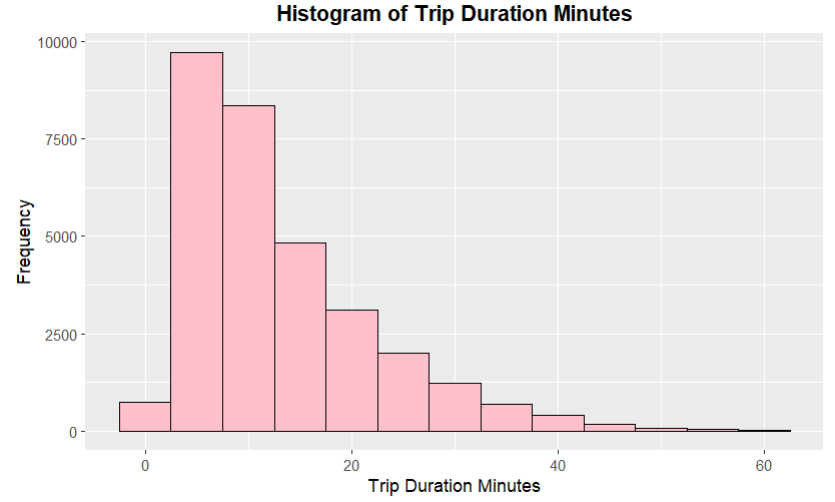 Histogram of Trip Duration Minutes
10000
7500
5000
2500
0
Frequency
0 20 40 60
Trip Duration Minutes